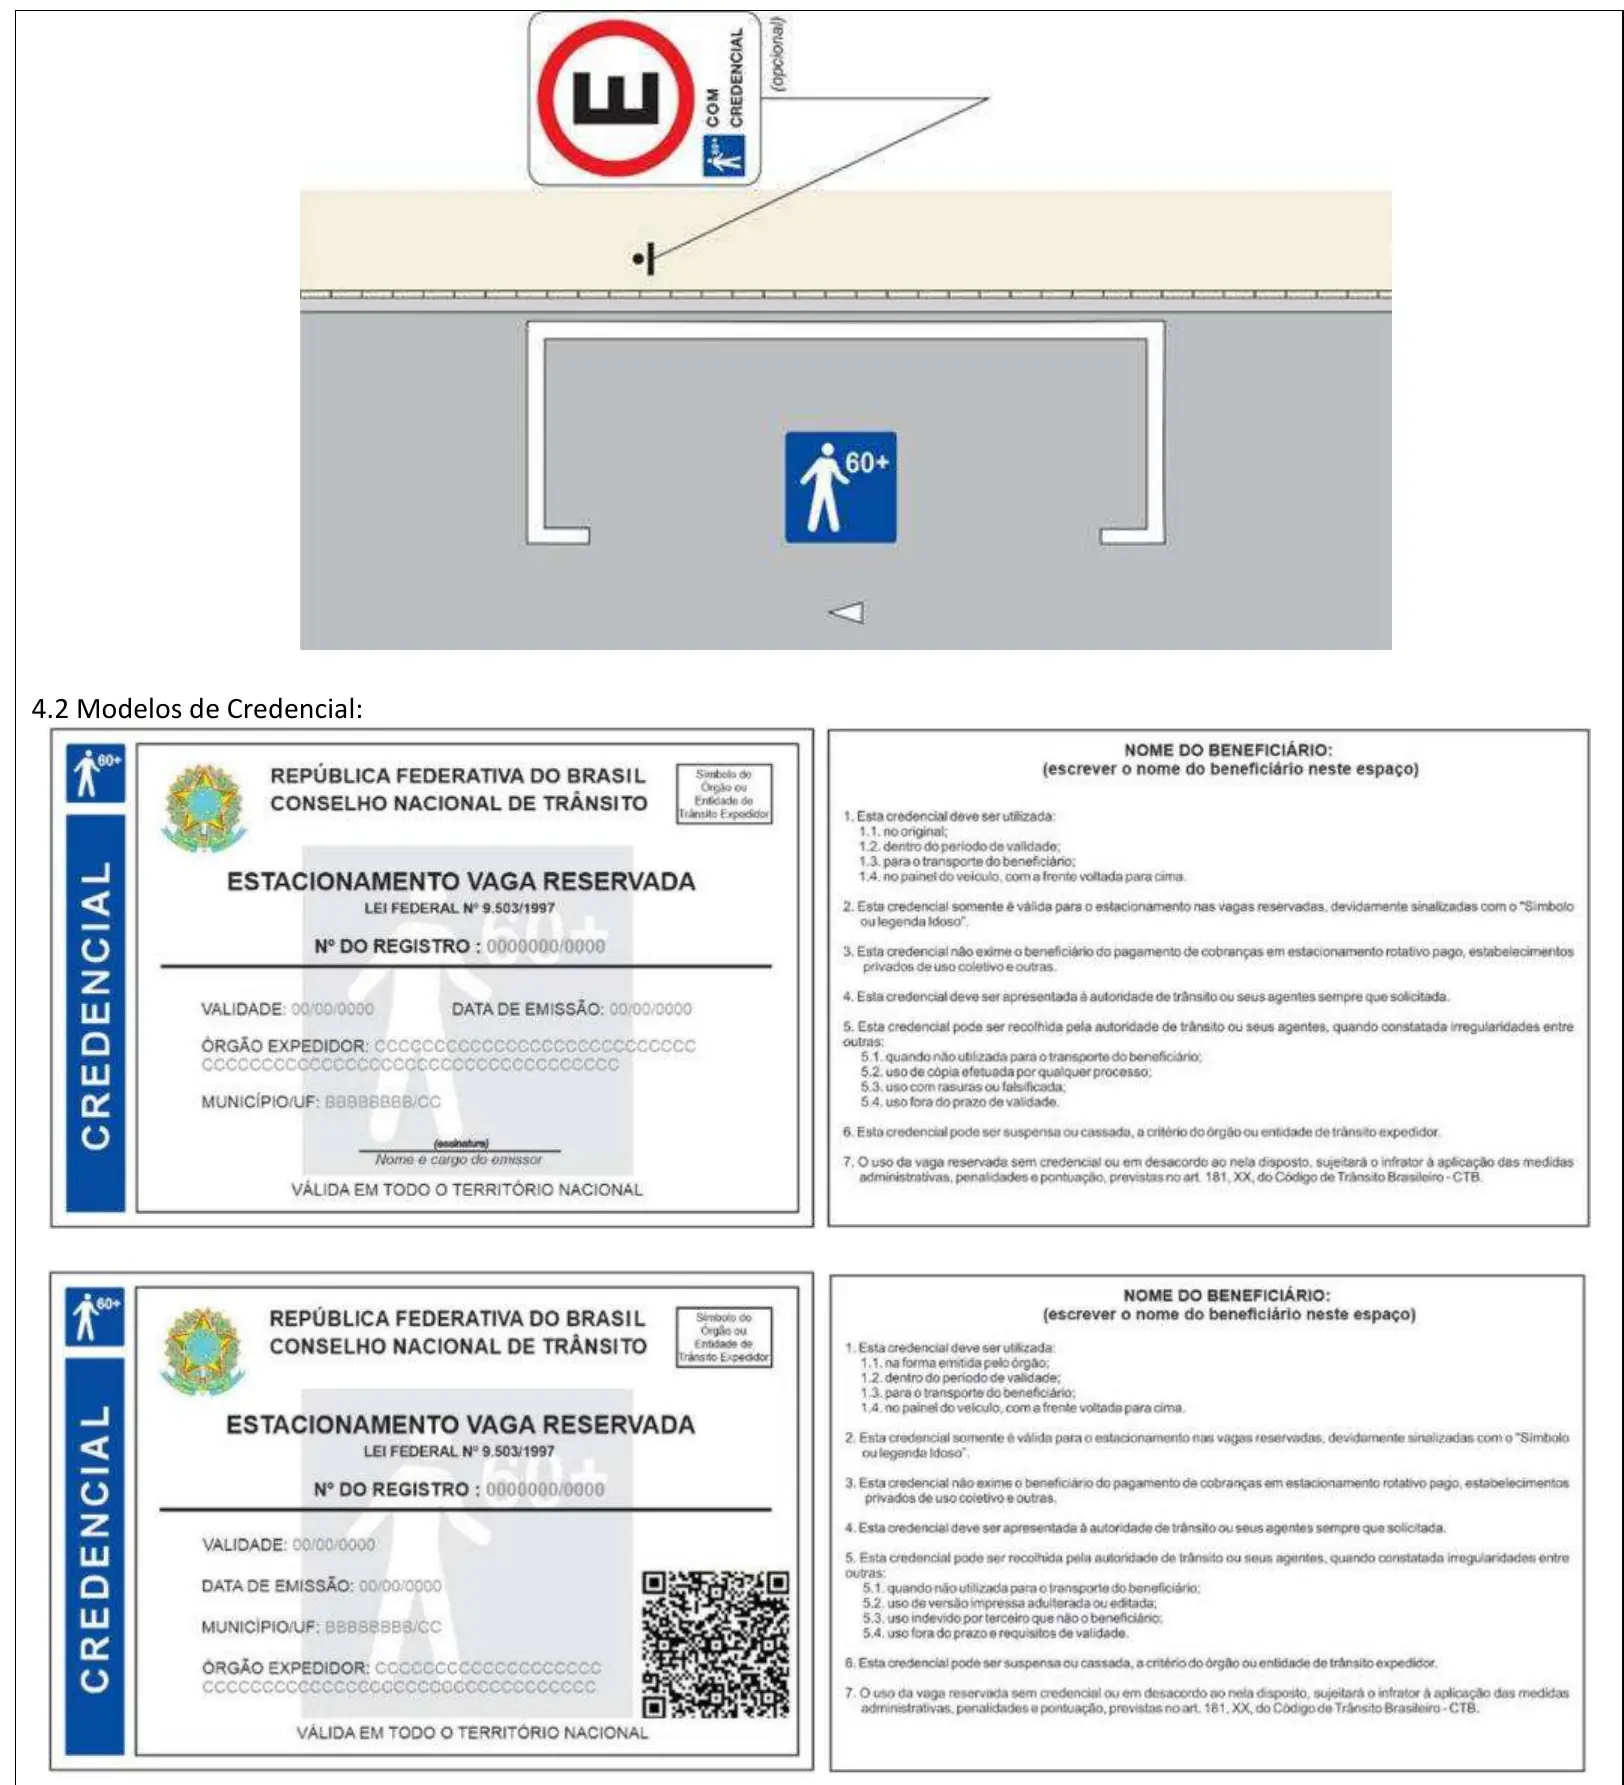 E
COM
CREDENCIAL
60+
(opcional)
60+
4.2 Modelos de Credencial:
60+
CREDENCIAL
REPÚBLICA FEDERATIVA DO BRASIL
CONSELHO NACIONAL DE TRÂNSITO
Símbolo do
Órgão ou
Entidade de
Trânsito Expedidor
ESTACIONAMENTO VAGA RESERVADA
LEI FEDERAL Nº 9.503/1997
60+
Nº DO REGISTRO : 0000000/0000
VALIDADE: 00/00/0000 DATA DE EMISSÃO: 00/00/0000
ÓRGÃO EXPEDIDOR: CCCCCCCCCCCCCCCCCCCCCCCCCCC
CCCCCCCCCCCCCCCCCCCCCCCCCCCCCCCCCCC
MUNICÍPIO/UF: BBBBBBBB/CC
(assinatura)
Nome e cargo do emissor
VÁLIDA EM TODO O TERRITÓRIO NACIONAL
NOME DO BENEFICIÁRIO:
(escrever o nome do beneficiário neste espaço)
1. Esta credencial deve ser utilizada:
1.1. no original;
1.2. dentro do período de validade;
1.3. para o transporte do beneficiário;
1.4. no painel do veículo, com a frente voltada para cima.
2. Esta credencial somente é válida para o estacionamento nas vagas reservadas, devidamente sinalizadas com o "Símbolo
ou legenda Idoso".
3. Esta credencial não exime o beneficiário do pagamento de cobranças em estacionamento rotativo pago, estabelecimentos
privados de uso coletivo e outras.
4. Esta credencial deve ser apresentada à autoridade de trânsito ou seus agentes sempre que solicitada.
5. Esta credencial pode ser recolhida pela autoridade de trânsito ou seus agentes, quando constatada irregularidades entre
outras:
5.1. quando não utilizada para o transporte do beneficiário;
5.2. uso de cópia efetuada por qualquer processo;
5.3. uso com rasuras ou falsificada;
5.4. uso fora do prazo de validade.
6. Esta credencial pode ser suspensa ou cassada, a critério do órgão ou entidade de trânsito expedidor.
7. O uso da vaga reservada sem credencial ou em desacordo ao nela disposto, sujeitará o infrator à aplicação das medidas
administrativas, penalidades e pontuação, previstas no art. 181, XX, do Código de Trânsito Brasileiro - CTB.
60+
CREDENCIAL
REPÚBLICA FEDERATIVA DO BRASIL
CONSELHO NACIONAL DE TRÂNSITO
Símbolo do
Órgão ou
Entidade de
Trânsito Expedidor
ESTACIONAMENTO VAGA RESERVADA
LEI FEDERAL Nº 9.503/1997
60+
Nº DO REGISTRO : 0000000/0000
VALIDADE: 00/00/0000
DATA DE EMISSÃO: 00/00/0000
MUNICÍPIO/UF: BBBBBBBB/CC
ÓRGÃO EXPEDIDOR: CCCCCCCCCCCCCCCCCCC
CCCCCCCCCCCCCCCCCCCCCCCCCCCCCCCCC
VÁLIDA EM TODO O TERRITÓRIO NACIONAL
NOME DO BENEFICIÁRIO:
(escrever o nome do beneficiário neste espaço)
1. Esta credencial deve ser utilizada:
1.1. na forma emitida pelo órgão;
1.2. dentro do período de validade;
1.3. para o transporte do beneficiário;
1.4. no painel do veículo, com a frente voltada para cima.
2. Esta credencial somente é válida para o estacionamento nas vagas reservadas, devidamente sinalizadas com o "Símbolo
ou legenda Idoso".
3. Esta credencial não exime o beneficiário do pagamento de cobranças em estacionamento rotativo pago, estabelecimentos
privados de uso coletivo e outras.
4. Esta credencial deve ser apresentada à autoridade de trânsito ou seus agentes sempre que solicitada.
5. Esta credencial pode ser recolhida pela autoridade de trânsito ou seus agentes, quando constatada irregularidades entre
outras:
5.1. quando não utilizada para o transporte do beneficiário;
5.2. uso de versão impressa adulterada ou editada;
5.3. uso indevido por terceiro que não o beneficiário;
5.4. uso fora do prazo e requisitos de validade.
6. Esta credencial pode ser suspensa ou cassada, a critério do órgão ou entidade de trânsito expedidor.
7. O uso da vaga reservada sem credencial ou em desacordo ao nela disposto, sujeitará o infrator à aplicação das medidas
administrativas, penalidades e pontuação, previstas no art. 181, XX, do Código de Trânsito Brasileiro - CTB.